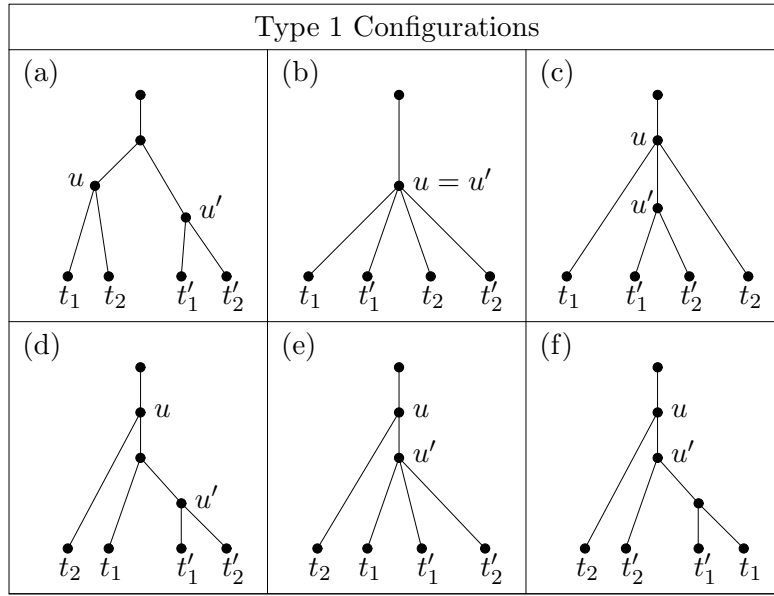 Type 1 Configurations
(a) (b) (c)
u u′ t₁ t₂ t′₁ t′₂
u = u′ t₁ t′₁ t₂ t′₂
u u′ t₁ t′₁ t′₂ t₂
(d) (e) (f)
u u′ t₂ t₁ t′₁ t′₂
u u′ t₂ t₁ t′₁ t′₂
u u′ t₂ t′₂ t′₁ t₁